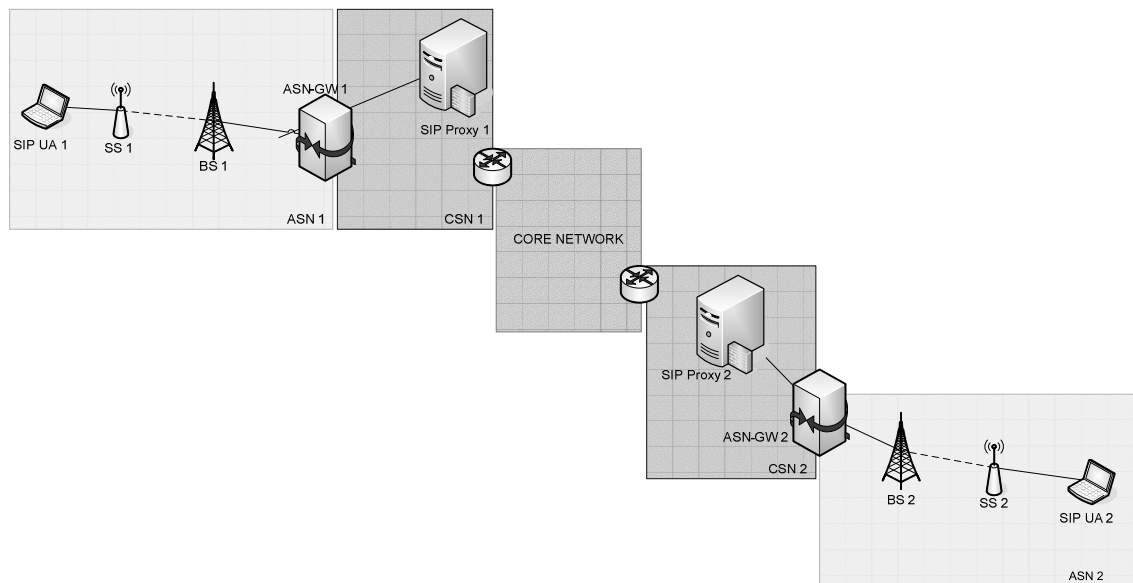 ASN-GW 1
SIP Proxy 1
SIP UA 1
SS 1
BS 1
ASN 1
CSN 1
CORE NETWORK
SIP Proxy 2
ASN-GW 2
CSN 2
BS 2
SS 2
SIP UA 2
ASN 2